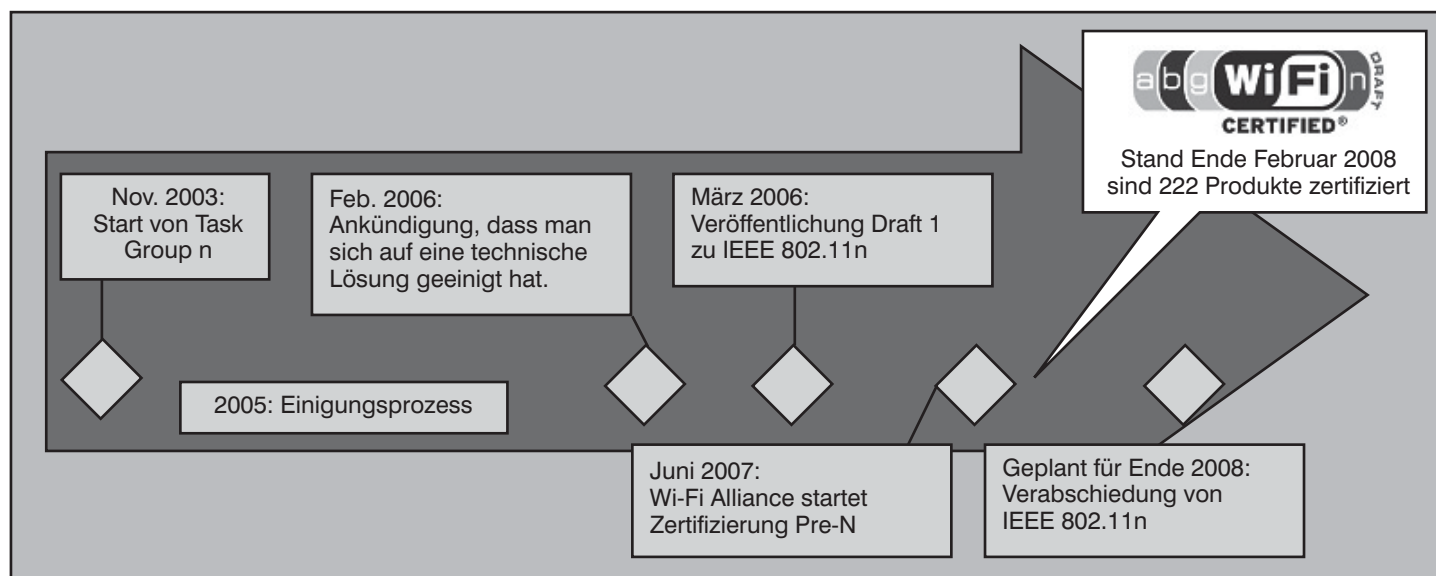 a b g WiFi n DRAFT
CERTIFIED®
Stand Ende Februar 2008
sind 222 Produkte zertifiziert
Nov. 2003:
Start von Task
Group n
Feb. 2006:
Ankündigung, dass man
sich auf eine technische
Lösung geeinigt hat.
März 2006:
Veröffentlichung Draft 1
zu IEEE 802.11n
2005: Einigungsprozess
Juni 2007:
Wi-Fi Alliance startet
Zertifizierung Pre-N
Geplant für Ende 2008:
Verabschiedung von
IEEE 802.11n